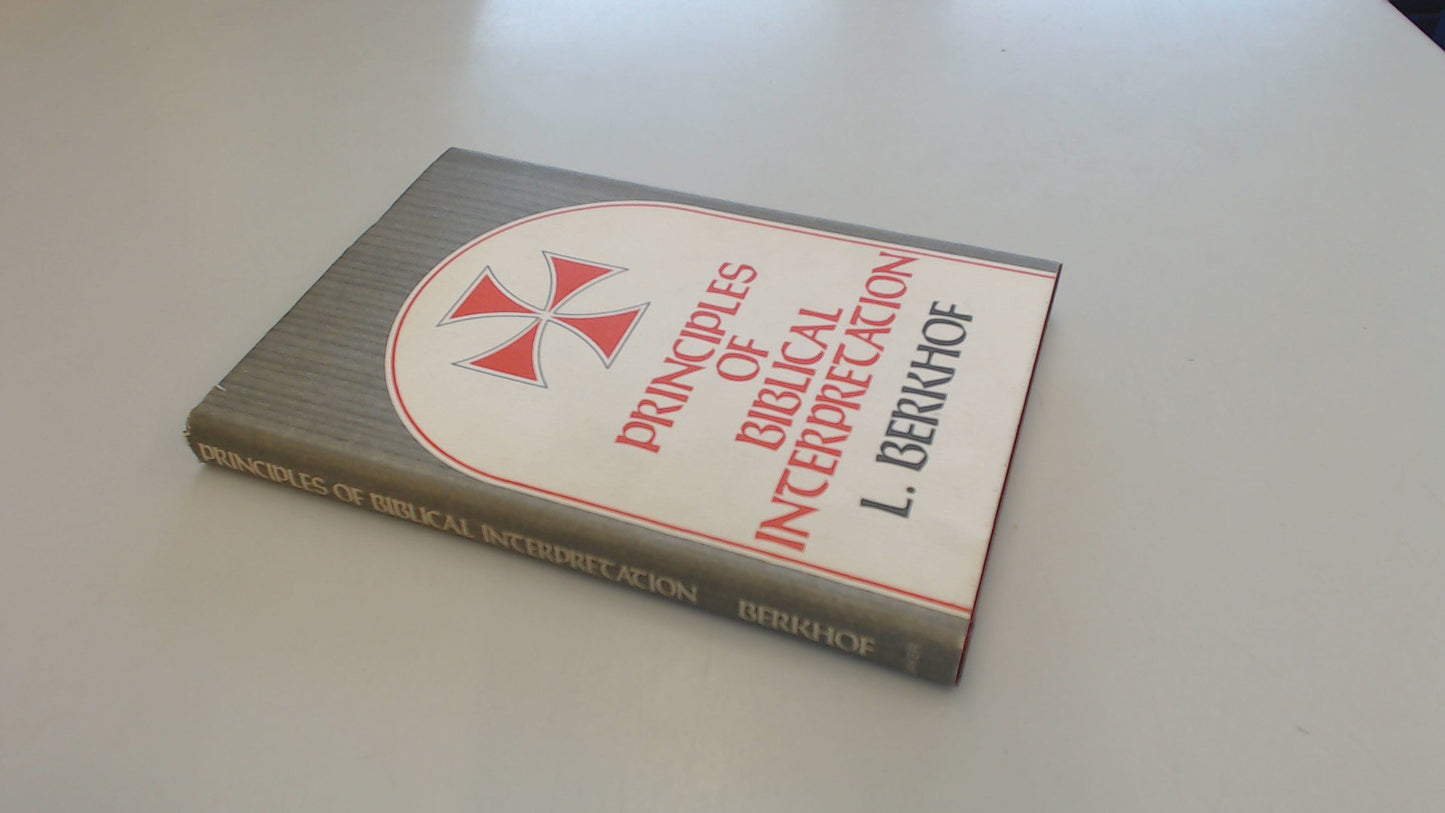 PRINCIPLES
OF
BIBLICAL
INTERPRETATION
L. BERKHOF
PRINCIPLES OF BIBLICAL INTERPRETATION BERKHOF